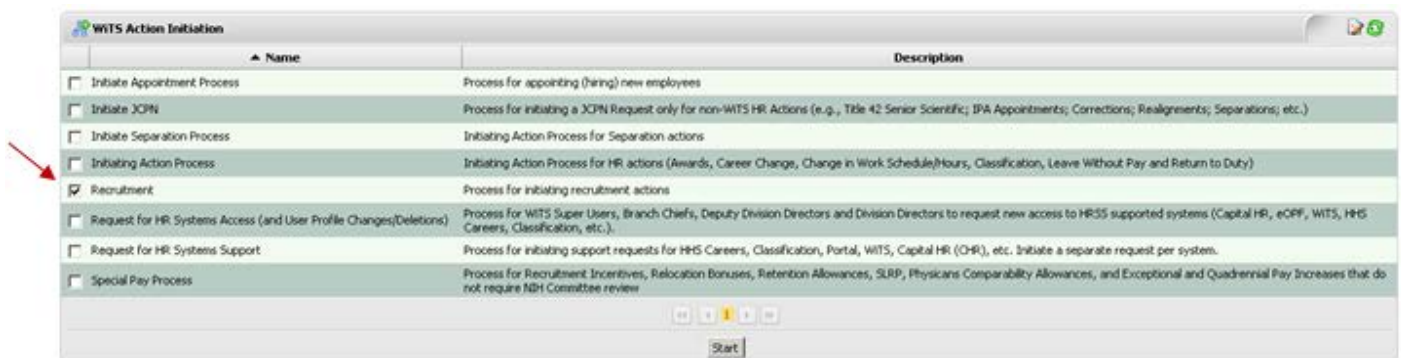 WiTS Action Initiation
Name Description
Initiate Appointment Process Process for appointing (hiring) new employees
Initiate JCPN Process for initiating a JCPN Request only for non-WiTS HR Actions (e.g., Title 42 Senior Scientific; IPA Appointments; Corrections; Realignments; Separations; etc.)
Initiate Separation Process Initiating Action Process for Separation actions
Initiating Action Process Initiating Action Process for HR actions (Awards, Career Change, Change in Work Schedule/Hours, Classification, Leave Without Pay and Return to Duty)
Recruitment Process for initiating recruitment actions
Request for HR Systems Access (and User Profile Changes/Deletions) Process for WiTS Super Users, Branch Chiefs, Deputy Division Directors and Division Directors to request new access to HRSS supported systems (Capital HR, eOPF, WiTS, HHS
Careers, Classification, etc.).
Request for HR Systems Support Process for initiating support requests for HHS Careers, Classification, Portal, WiTS, Capital HR (CHR), etc. Initiate a separate request per system.
Special Pay Process Process for Recruitment Incentives, Relocation Bonuses, Retention Allowances, SLRP, Physicans Comparability Allowances, and Exceptional and Quadrennial Pay Increases that do
not require NIH Committee review
1
Start